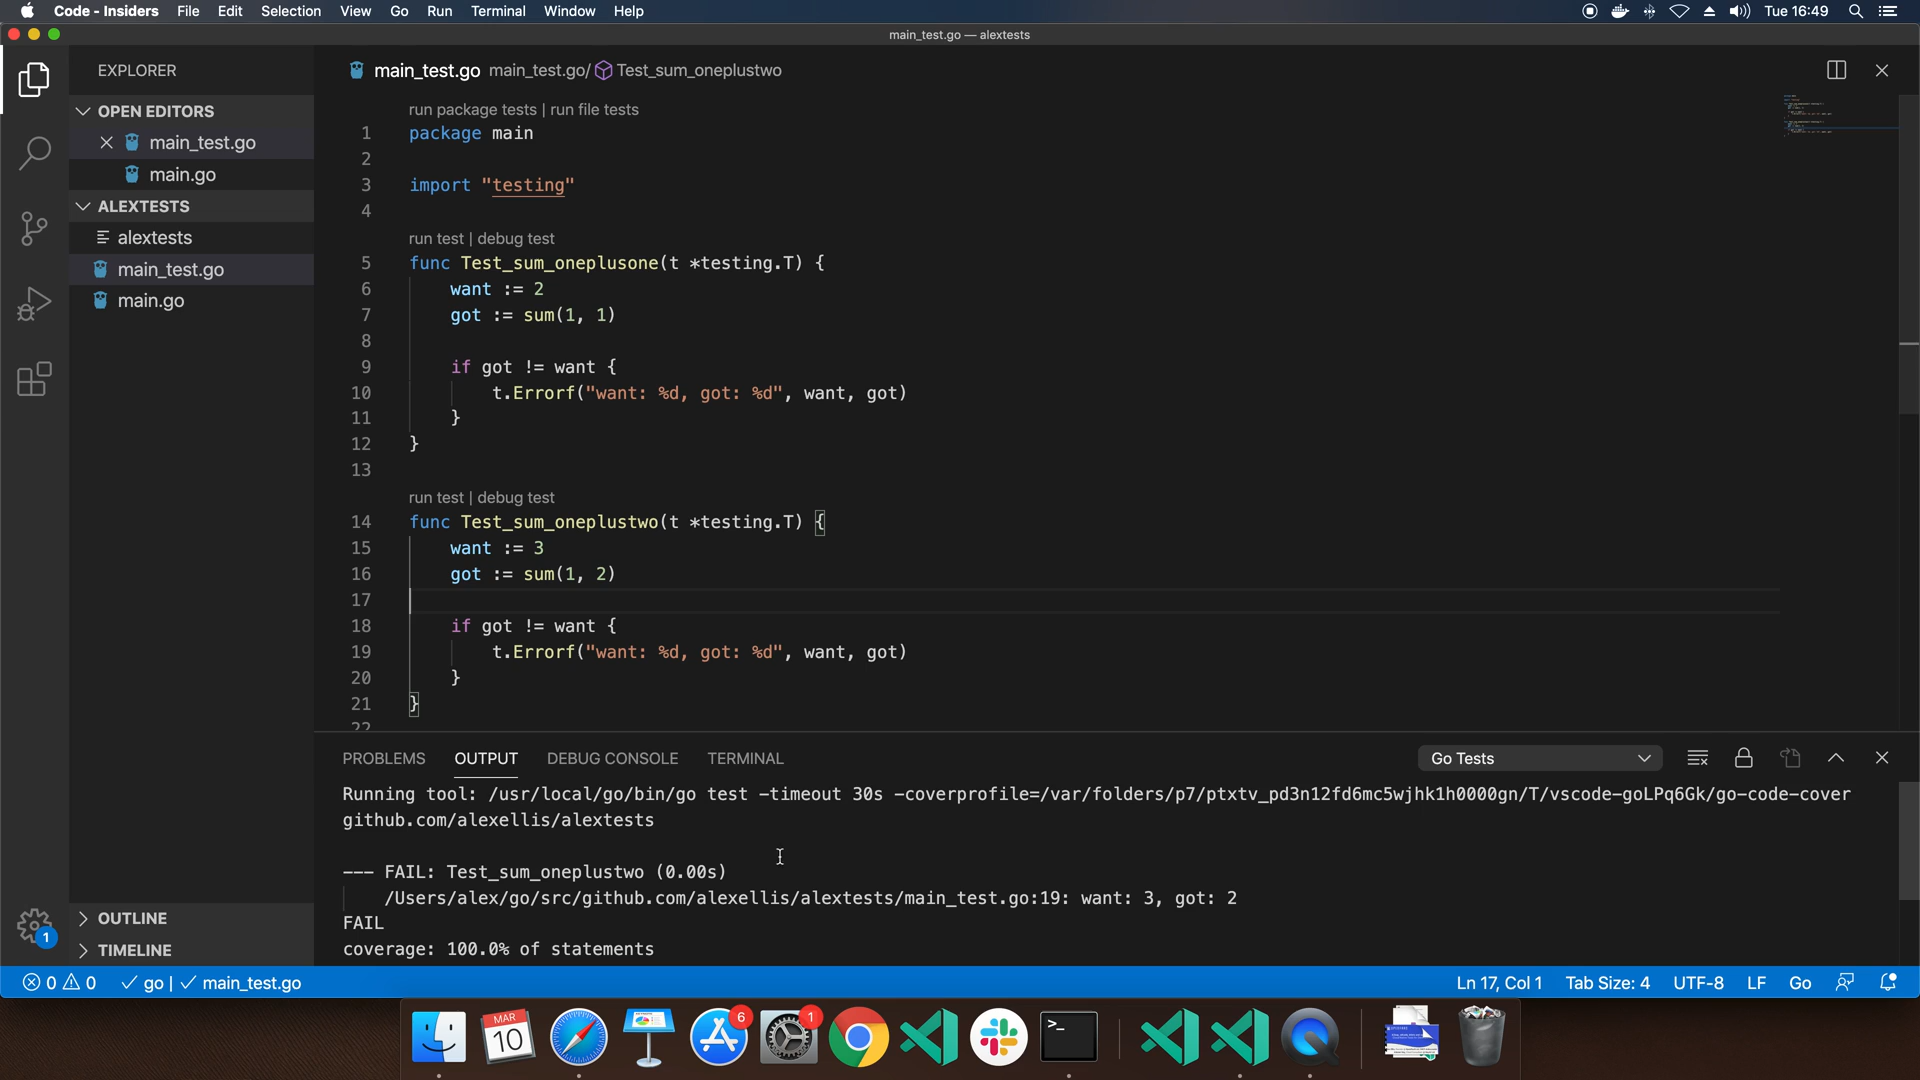 Code - Insiders File Edit Selection View Go Run Terminal Window Help Tue 16:49
main_test.go — alextests
EXPLORER
OPEN EDITORS
main_test.go
main.go
ALEXTESTS
alextests
main_test.go
main.go
OUTLINE
TIMELINE
main_test.go main_test.go/ Test_sum_oneplustwo
run package tests | run file tests
1 package main
2
3 import "testing"
4
run test | debug test
5 func Test_sum_oneplusone(t *testing.T) {
6 want := 2
7 got := sum(1, 1)
8
9 if got != want {
10 t.Errorf("want: %d, got: %d", want, got)
11 }
12 }
13
run test | debug test
14 func Test_sum_oneplustwo(t *testing.T) {
15 want := 3
16 got := sum(1, 2)
17
18 if got != want {
19 t.Errorf("want: %d, got: %d", want, got)
20 }
21 }
22
PROBLEMS OUTPUT DEBUG CONSOLE TERMINAL Go Tests
Running tool: /usr/local/go/bin/go test -timeout 30s -coverprofile=/var/folders/p7/ptxtv_pd3n12fd6mc5wjhk1h0000gn/T/vscode-goLPq6Gk/go-code-cover
github.com/alexellis/alextests
--- FAIL: Test_sum_oneplustwo (0.00s)
/Users/alex/go/src/github.com/alexellis/alextests/main_test.go:19: want: 3, got: 2
FAIL
coverage: 100.0% of statements
1
0 0 go | main_test.go Ln 17, Col 1 Tab Size: 4 UTF-8 LF Go
MAR
10
6
1
>_